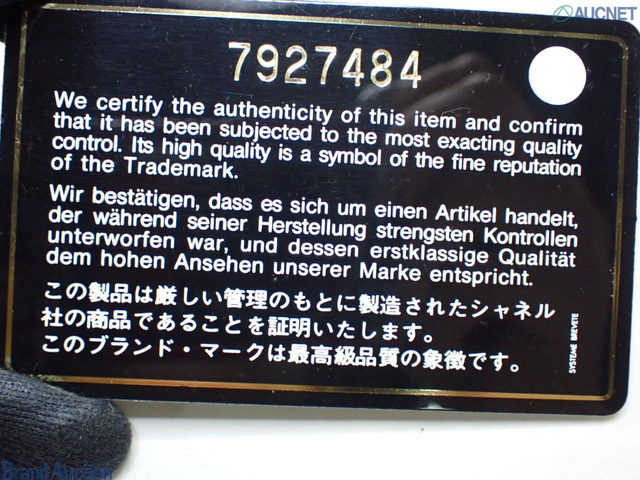 AUCNET
7927484
We certify the authenticity of this item and confirm
that it has been subjected to the most exacting quality
control. Its high quality is a symbol of the fine reputation
of the Trademark.
Wir bestätigen, dass es sich um einen Artikel handelt,
der während seiner Herstellung strengsten Kontrollen
unterworfen war, und dessen erstklassige Qualität
dem hohen Ansehen unserer Marke entspricht.
この製品は厳しい管理のもとに製造されたシャネル
社の商品であることを証明いたします。
このブランド・マークは最高級品質の象徴です。
SYSTEME BREVETE
Brand Auction